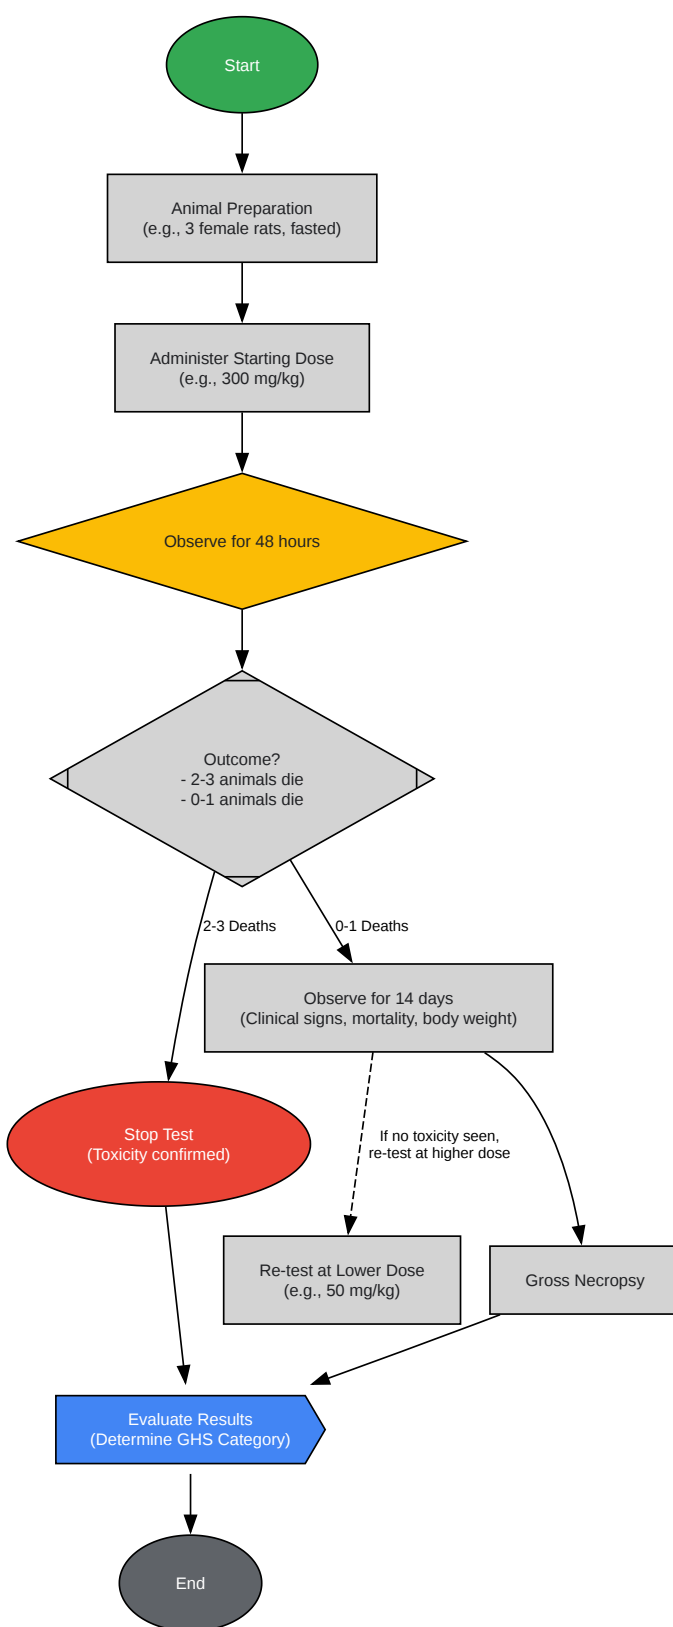 Start
Animal Preparation
(e.g., 3 female rats, fasted)
Administer Starting Dose
(e.g., 300 mg/kg)
Observe for 48 hours
Outcome?
- 2-3 animals die
- 0-1 animals die
2-3 Deaths
0-1 Deaths
Observe for 14 days
(Clinical signs, mortality, body weight)
Stop Test
(Toxicity confirmed)
If no toxicity seen,
re-test at higher dose
Re-test at Lower Dose
(e.g., 50 mg/kg)
Gross Necropsy
Evaluate Results
(Determine GHS Category)
End